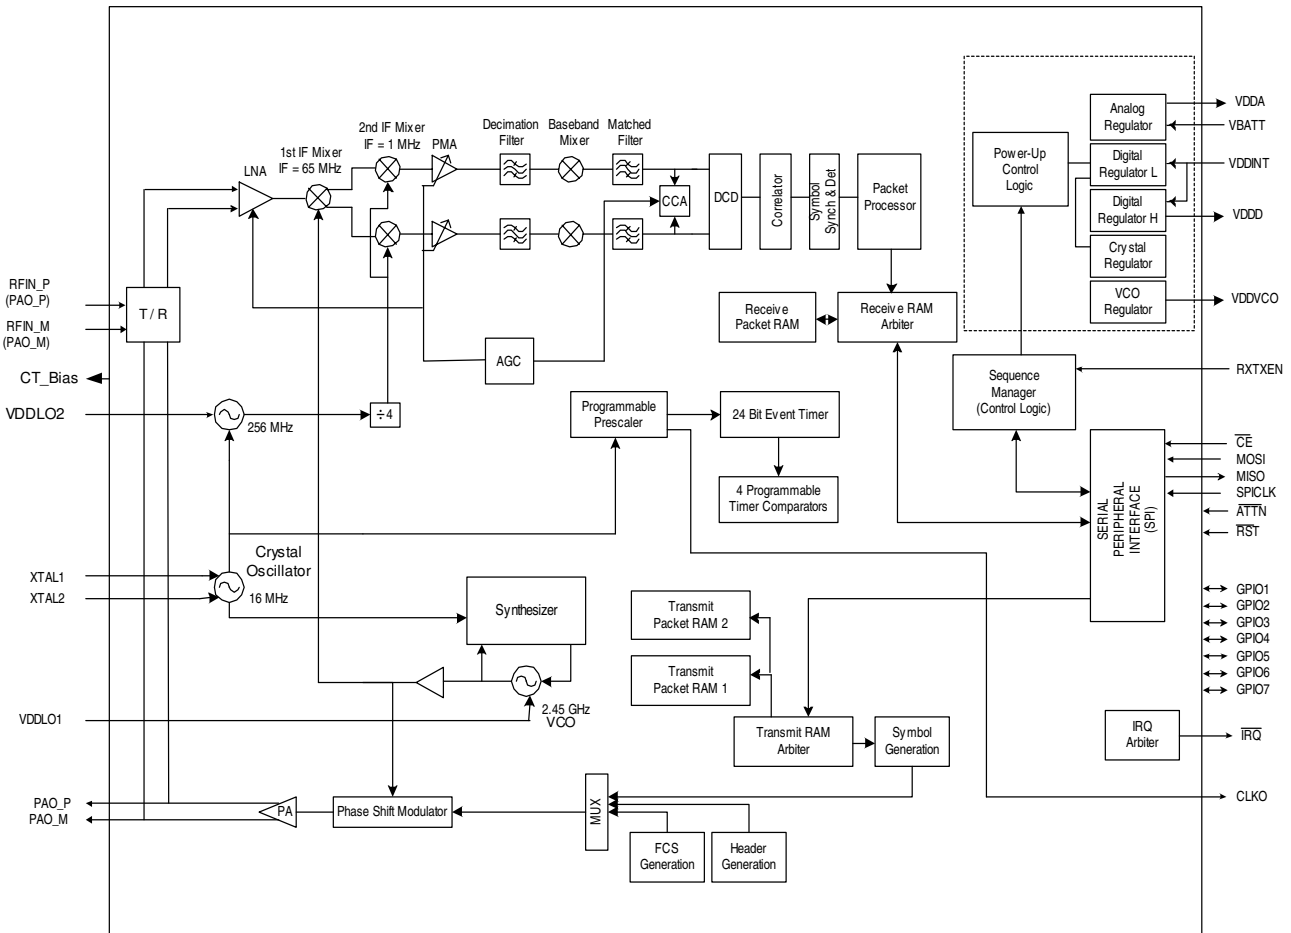 2nd IF Mixer
IF = 1 MHz
PMA
Decimation
Filter
Baseband
Mixer
Matched
Filter
1st IF Mixer
IF = 65 MHz
LNA
CCA
DCD
Correlator
Symbol
Synch & Det
Packet
Processor
Power-Up
Control
Logic
Analog
Regulator
Digital
Regulator L
Digital
Regulator H
Crystal
Regulator
VCO
Regulator
VDDA
VBATT
VDDINT
VDDD
VDDVCO
RFIN_P
(PAO_P)
RFIN_M
(PAO_M)
T / R
CT_Bias
VDDLO2
256 MHz
÷4
AGC
Receive
Packet RAM
Receive RAM
Arbiter
Sequence
Manager
(Control Logic)
RXTXEN
Programmable
Prescaler
24 Bit Event Timer
4 Programmable
Timer Comparators
SERIAL
PERIPHERAL
INTERFACE
(SPI)
CE
MOSI
MISO
SPICLK
ATTN
RST
GPIO1
GPIO2
GPIO3
GPIO4
GPIO5
GPIO6
GPIO7
XTAL1
XTAL2
Crystal
Oscillator
16 MHz
Synthesizer
2.45 GHz
VCO
VDDLO1
Transmit
Packet RAM 2
Transmit
Packet RAM 1
Transmit RAM
Arbiter
Symbol
Generation
IRQ
Arbiter
IRQ
CLKO
PAO_P
PAO_M
PA
Phase Shift Modulator
MUX
FCS
Generation
Header
Generation